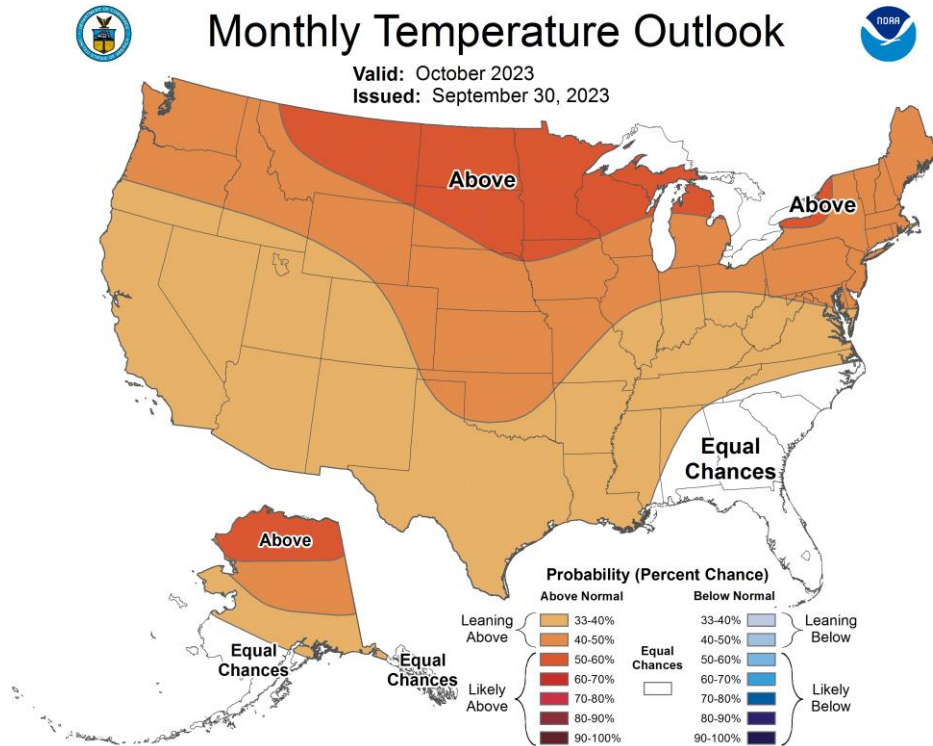 Monthly Temperature Outlook
NOAA
Valid: October 2023
Issued: September 30, 2023
Above
Above
Equal
Chances
Above
Equal
Chances
Equal
Chances
Probability (Percent Chance)
Above Normal
Below Normal
Leaning
Above
33-40%
40-50%
Likely
Above
50-60%
60-70%
70-80%
80-90%
90-100%
Equal
Chances
33-40%
40-50%
Leaning
Below
50-60%
60-70%
70-80%
80-90%
90-100%
Likely
Below